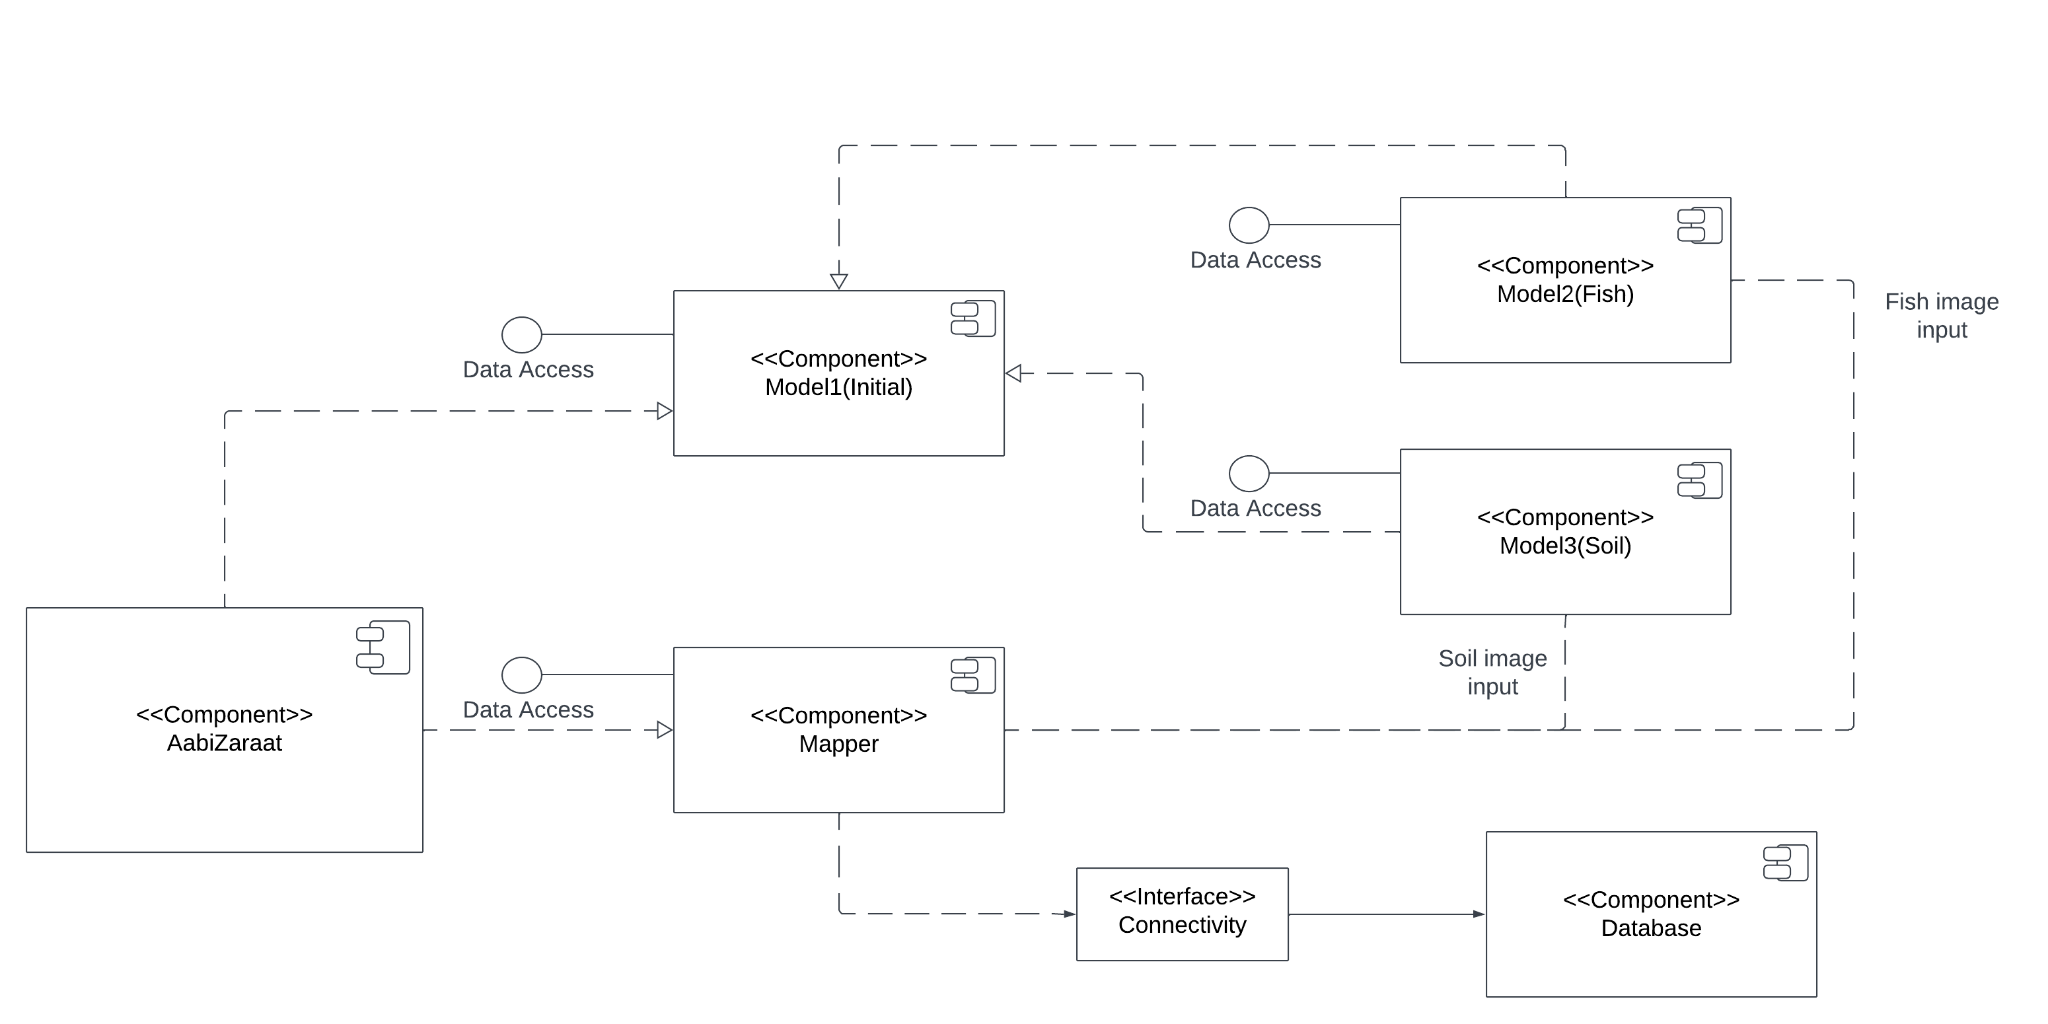 Data Access
<<Component>>
Model2(Fish)
Fish image
input
Data Access
<<Component>>
Model1(Initial)
Data Access
<<Component>>
Model3(Soil)
Soil image
input
<<Component>>
AabiZaraat
Data Access
<<Component>>
Mapper
<<Interface>>
Connectivity
<<Component>>
Database